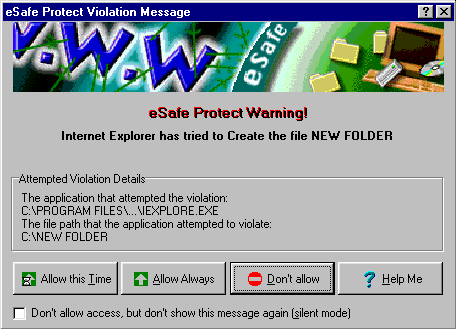 eSafe Protect Violation Message
W.W.W
eSafe
eSafe Protect Warning!
Internet Explorer has tried to Create the file NEW FOLDER
Attempted Violation Details
The application that attempted the violation:
C:\PROGRAM FILES\...\IEXPLORE.EXE
The file path that the application attempted to violate:
C:\NEW FOLDER
Allow this Time
Allow Always
Don't allow
Help Me
Don't allow access, but don't show this message again (silent mode)